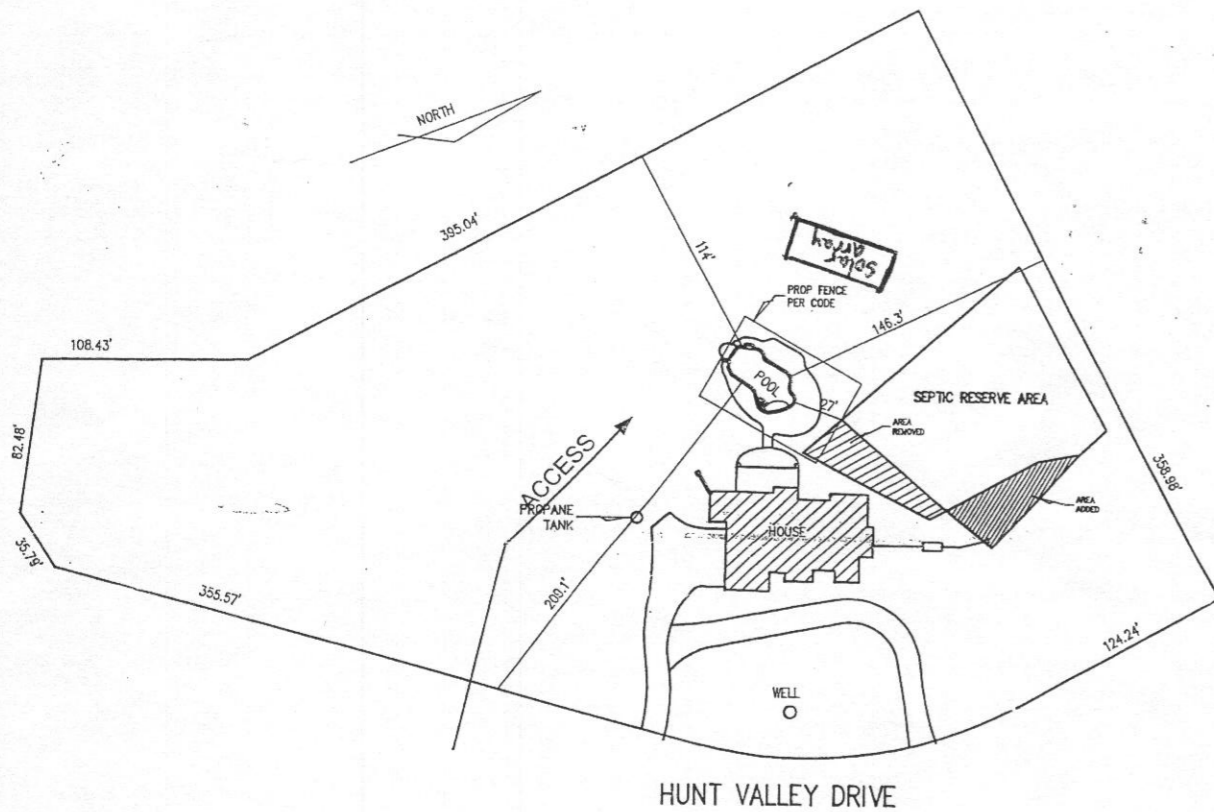 NORTH
395.04'
114'
Solar
array
PROP FENCE
PER CODE
146.3'
108.43'
POOL
27'
SEPTIC RESERVE AREA
AREA
REMOVED
82.48'
ACCESS
358.98'
PROPANE
TANK
AREA
ADDED
HOUSE
35.79'
355.57'
200.1'
124.24'
WELL
HUNT VALLEY DRIVE